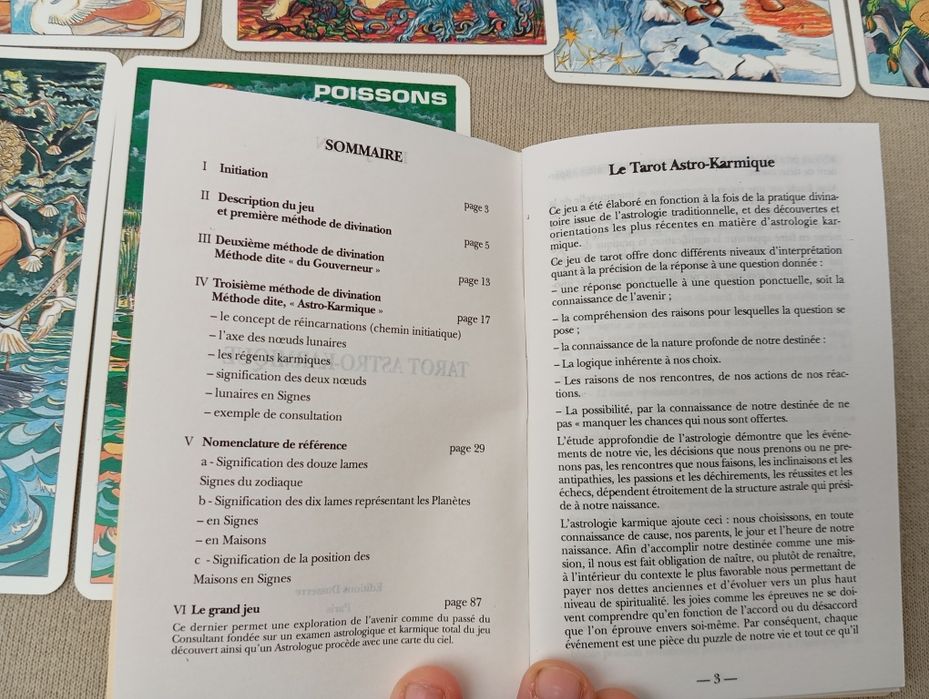 POISSONS
SOMMAIRE
I Initiation
page 3
II Description du jeu
et première méthode de divination
page 5
III Deuxième méthode de divination
Méthode dite « du Gouverneur »
page 13
IV Troisième méthode de divination
Méthode dite, « Astro-Karmique »
page 17
– le concept de réincarnations (chemin initiatique)
– l'axe des nœuds lunaires
– les régents karmiques
– signification des deux nœuds
– lunaires en Signes
– exemple de consultation
V Nomenclature de référence
page 29
a - Signification des douze lames
Signes du zodiaque
b - Signification des dix lames représentant les Planètes
– en Signes
– en Maisons
c - Signification de la position des
Maisons en Signes
VI Le grand jeu
page 87
Ce dernier permet une exploration de l'avenir comme du passé du
Consultant fondée sur un examen astrologique et karmique total du jeu
découvert ainsi qu'un Astrologue procède avec une carte du ciel.
TAROT ASTRO-KARMIQUE
Editions Dusserre
Paris
Le Tarot Astro-Karmique
Ce jeu a été élaboré en fonction à la fois de la pratique divina-
toire issue de l'astrologie traditionnelle, et des découvertes et
orientations les plus récentes en matière d'astrologie kar-
mique.
Ce jeu de tarot offre donc différents niveaux d'interprétation
quant à la précision de la réponse à une question donnée :
– une réponse ponctuelle à une question ponctuelle, soit la
connaissance de l'avenir ;
– la compréhension des raisons pour lesquelles la question se
pose ;
– la connaissance de la nature profonde de notre destinée :
– La logique inhérente à nos choix.
– Les raisons de nos rencontres, de nos actions de nos réac-
tions.
– La possibilité, par la connaissance de notre destinée de ne
pas « manquer les chances qui nous sont offertes.
L'étude approfondie de l'astrologie démontre que les événe-
ments de notre vie, les décisions que nous prenons ou ne pre-
nons pas, les rencontres que nous faisons, les inclinaisons et les
antipathies, les passions et les déchirements, les réussites et les
échecs, dépendent étroitement de la structure astrale qui prési-
de à notre naissance.
L'astrologie karmique ajoute ceci : nous choisissons, en toute
connaissance de cause, nos parents, le jour et l'heure de notre
naissance. Afin d'accomplir notre destinée comme une mis-
sion, il nous est fait obligation de naître, ou plutôt de renaître,
à l'intérieur du contexte le plus favorable nous permettant de
payer nos dettes anciennes et d'évoluer vers un plus haut
niveau de spiritualité. les joies comme les épreuves ne se doi-
vent comprendre qu'en fonction de l'accord ou du désaccord
que l'on éprouve envers soi-même. Par conséquent, chaque
événement est une pièce du puzzle de notre vie et tout ce qu'il
— 3 —